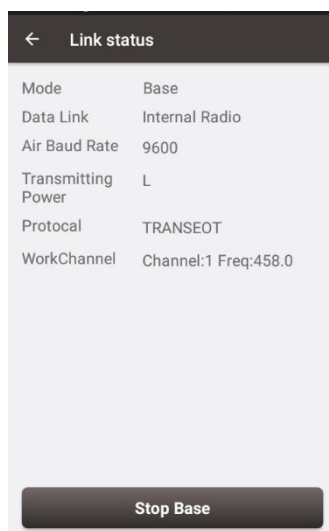 ← Link status
Mode Base
Data Link Internal Radio
Air Baud Rate 9600
Transmitting Power L
Protocal TRANSEOT
WorkChannel Channel:1 Freq:458.0
Stop Base